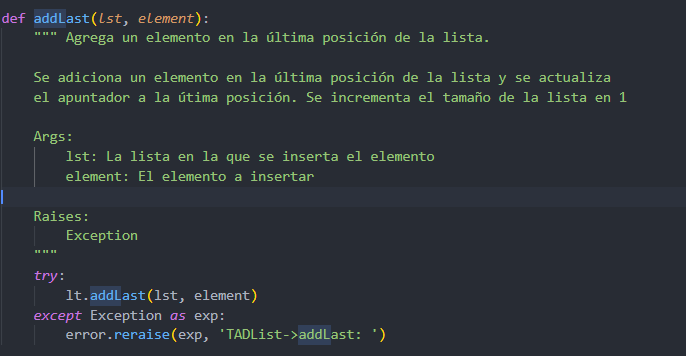 def addLast(lst, element):
""" Agrega un elemento en la última posición de la lista.
Se adiciona un elemento en la última posición de la lista y se actualiza
el apuntador a la útima posición. Se incrementa el tamaño de la lista en 1
Args:
lst: La lista en la que se inserta el elemento
element: El elemento a insertar
Raises:
Exception
"""
try:
lt.addLast(lst, element)
except Exception as exp:
error.reraise(exp, 'TADList->addLast: ')